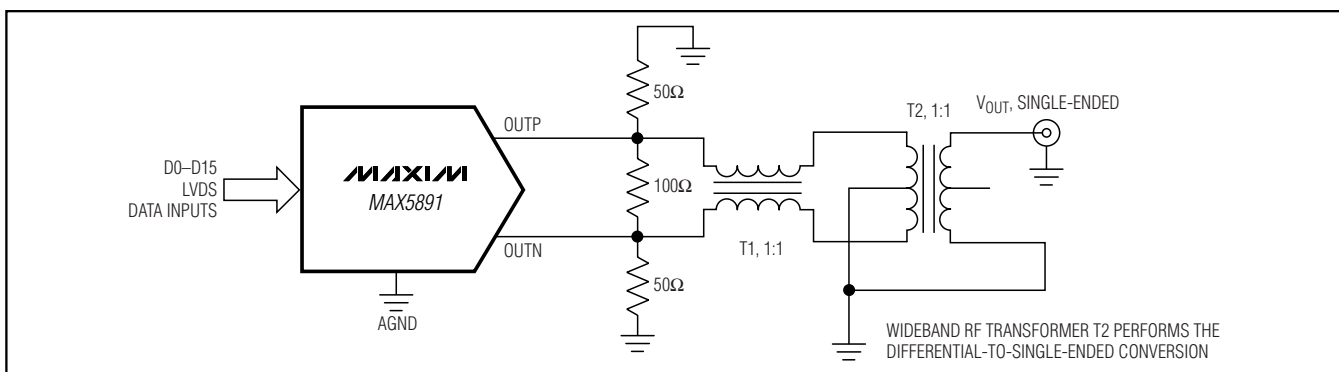 50Ω
V_OUT, SINGLE-ENDED
T2, 1:1
OUTP
D0–D15
LVDS
DATA INPUTS
MAXIM
MAX5891
100Ω
OUTN
T1, 1:1
50Ω
AGND
WIDEBAND RF TRANSFORMER T2 PERFORMS THE
DIFFERENTIAL-TO-SINGLE-ENDED CONVERSION